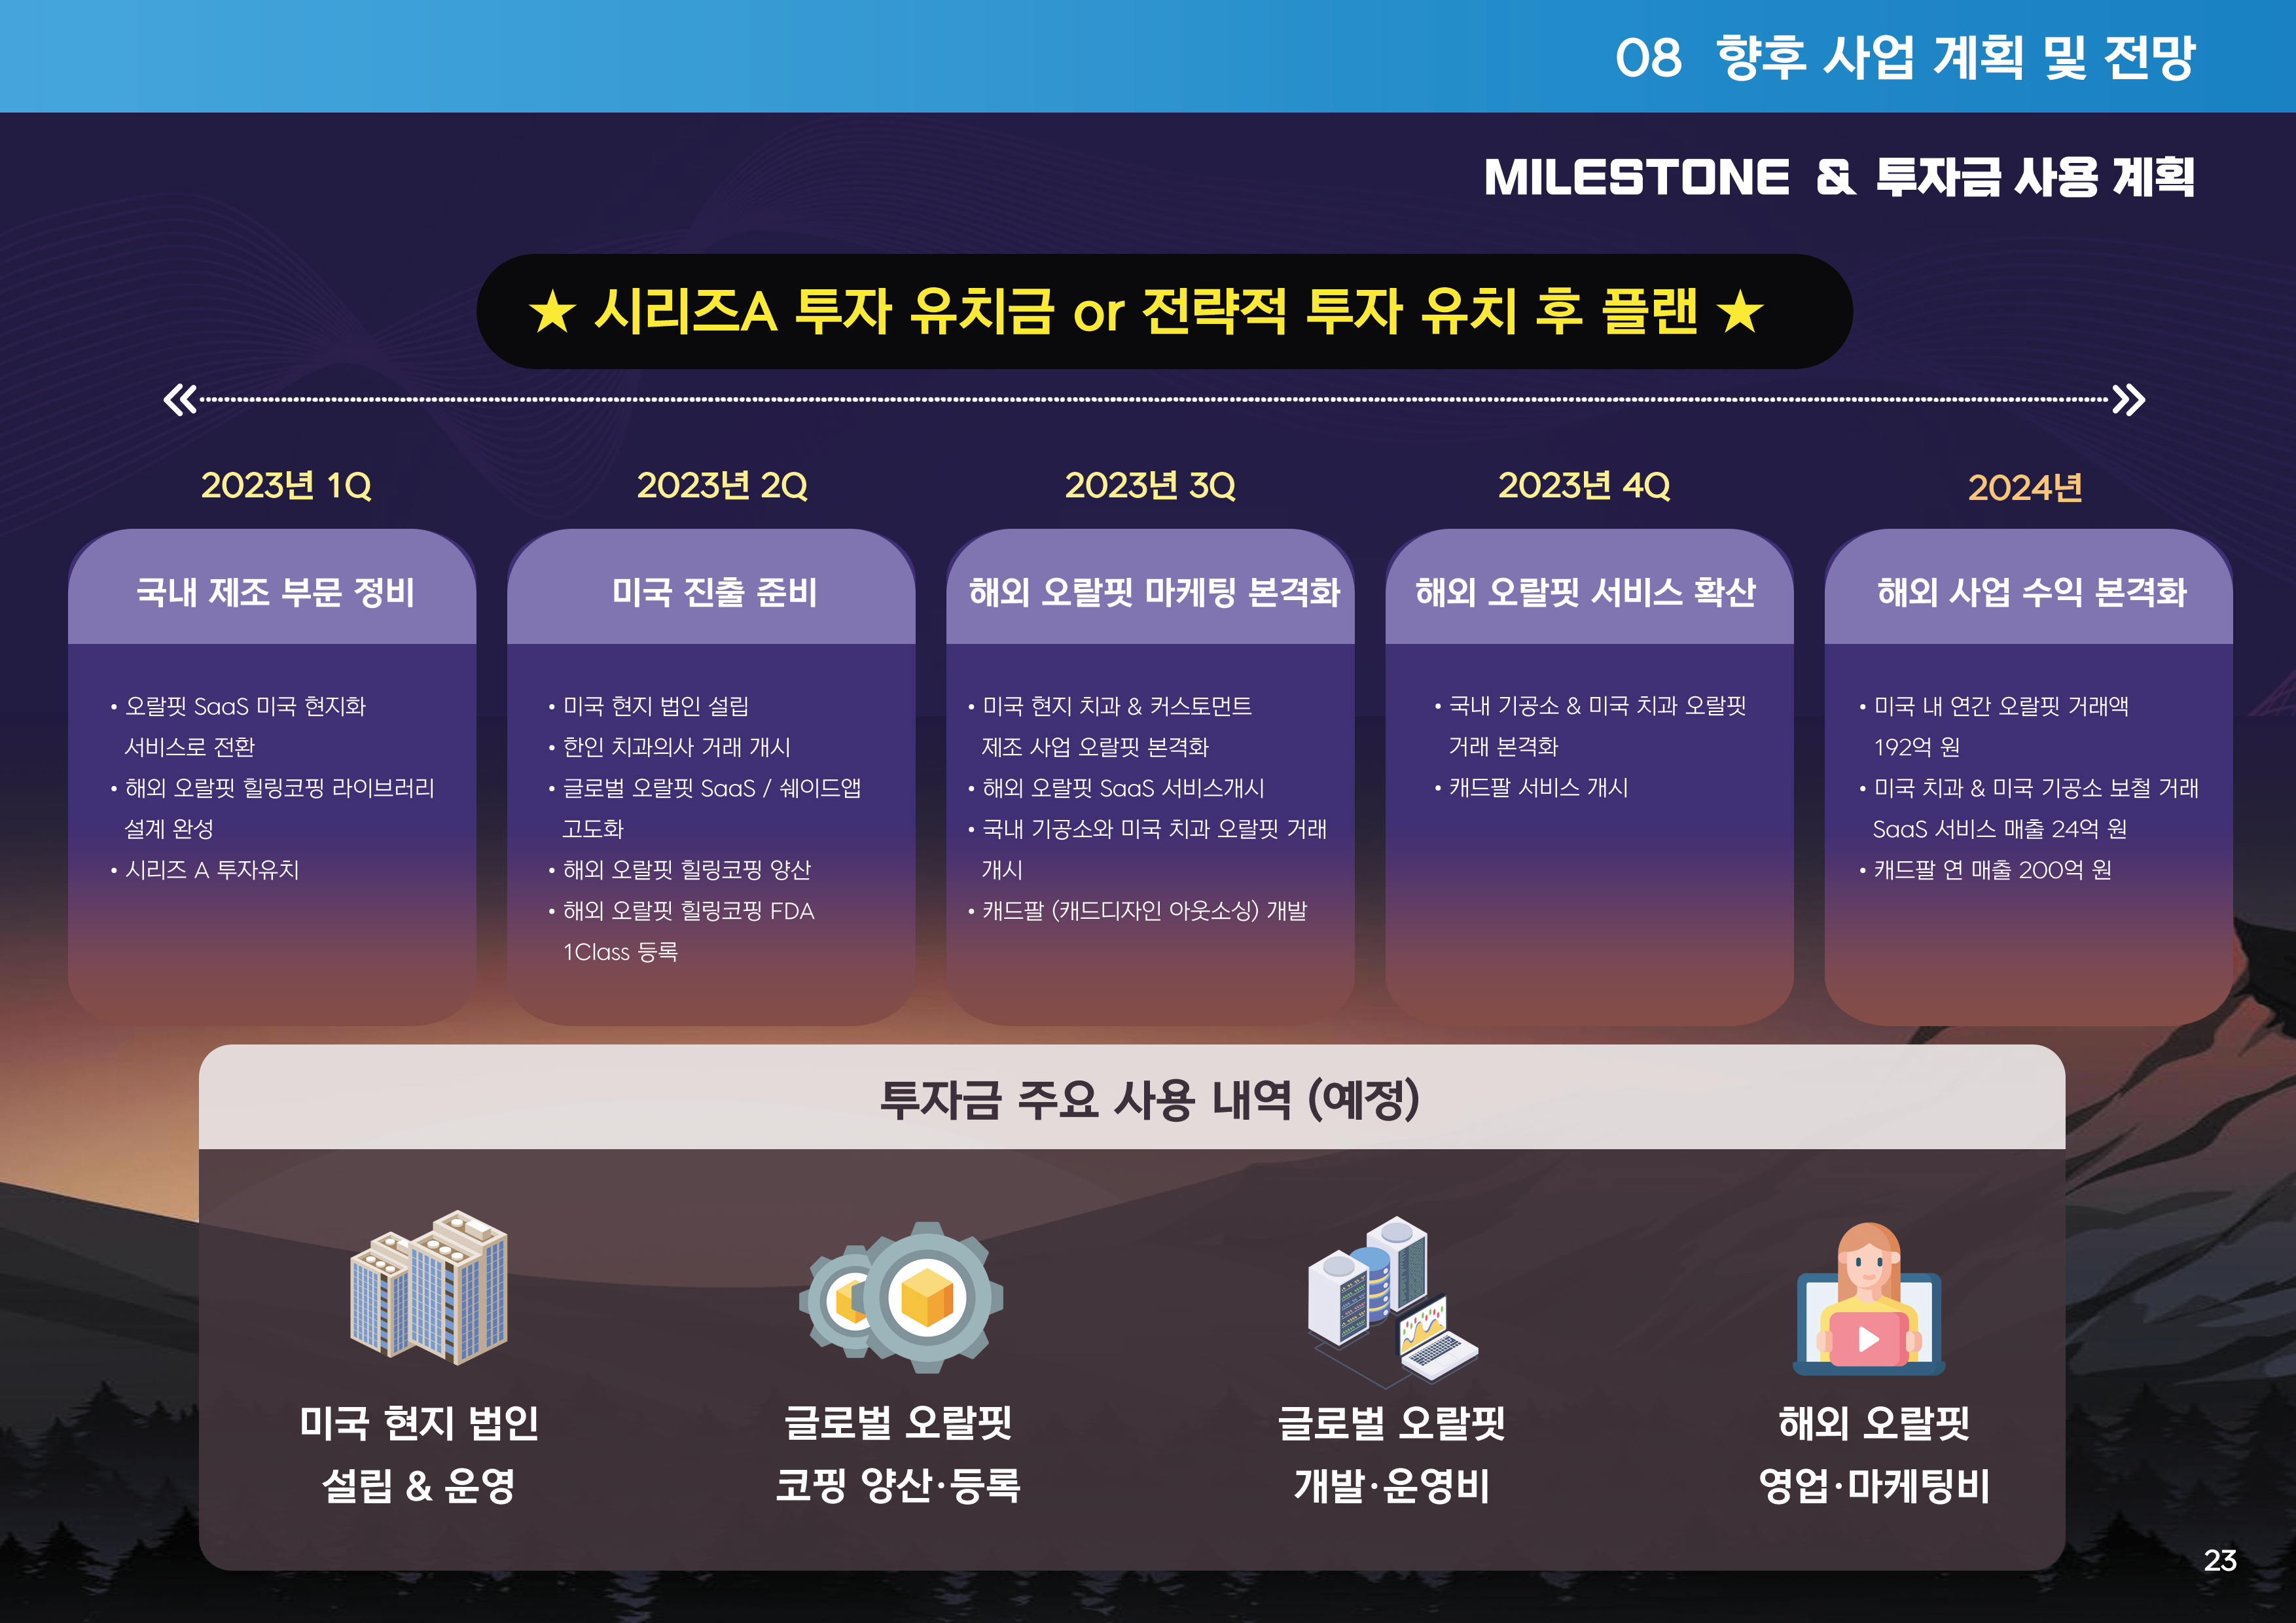 08 향후 사업 계획 및 전망
MILESTONE & 투자금 사용 계획
★ 시리즈A 투자 유치금 or 전략적 투자 유치 후 플랜 ★
2023년 1Q
국내 제조 부문 정비
• 오랄핏 SaaS 미국 현지화
서비스로 전환
• 해외 오랄핏 힐링코핑 라이브러리
설계 완성
• 시리즈 A 투자유치
2023년 2Q
미국 진출 준비
• 미국 현지 법인 설립
• 한인 치과의사 거래 개시
• 글로벌 오랄핏 SaaS / 쉐이드앱
고도화
• 해외 오랄핏 힐링코핑 양산
• 해외 오랄핏 힐링코핑 FDA
1Class 등록
2023년 3Q
해외 오랄핏 마케팅 본격화
• 미국 현지 치과 & 커스토먼트
제조 사업 오랄핏 본격화
• 해외 오랄핏 SaaS 서비스개시
• 국내 기공소와 미국 치과 오랄핏 거래
개시
• 캐드팔 (캐드디자인 아웃소싱) 개발
2023년 4Q
해외 오랄핏 서비스 확산
• 국내 기공소 & 미국 치과 오랄핏
거래 본격화
• 캐드팔 서비스 개시
2024년
해외 사업 수익 본격화
• 미국 내 연간 오랄핏 거래액
192억 원
• 미국 치과 & 미국 기공소 보철 거래
SaaS 서비스 매출 24억 원
• 캐드팔 연 매출 200억 원
투자금 주요 사용 내역 (예정)
미국 현지 법인
설립 & 운영
글로벌 오랄핏
코핑 양산·등록
글로벌 오랄핏
개발·운영비
해외 오랄핏
영업·마케팅비
23